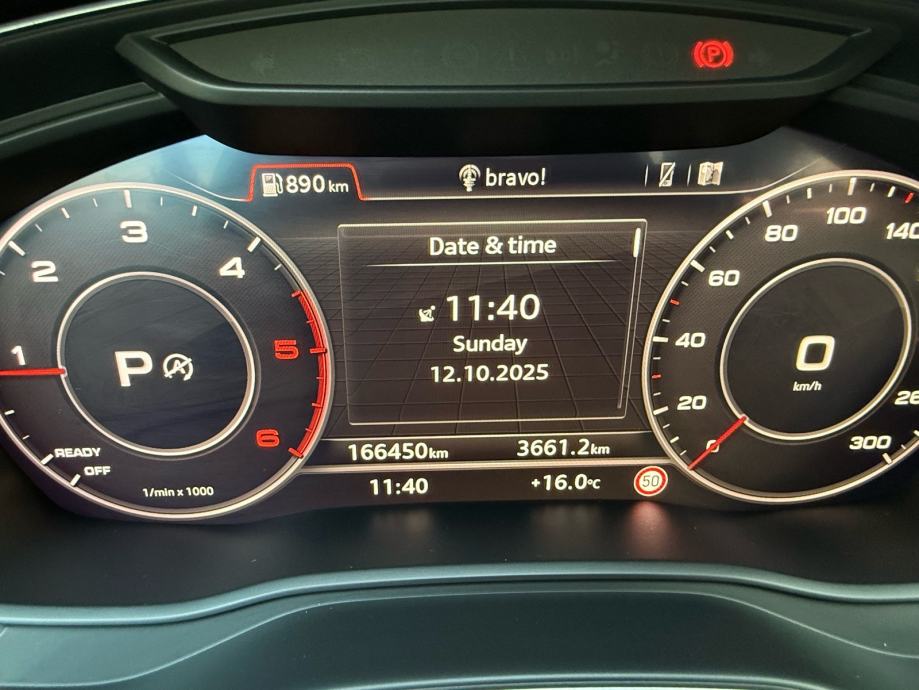 P
890 km
bravo!
Date & time
11:40
Sunday
12.10.2025
166450km
3661.2km
11:40
+16.0°C
50
1
2
3
4
5
6
P
A
READY
OFF
1/min x 1000
0
20
40
60
80
100
140
26
300
0
km/h